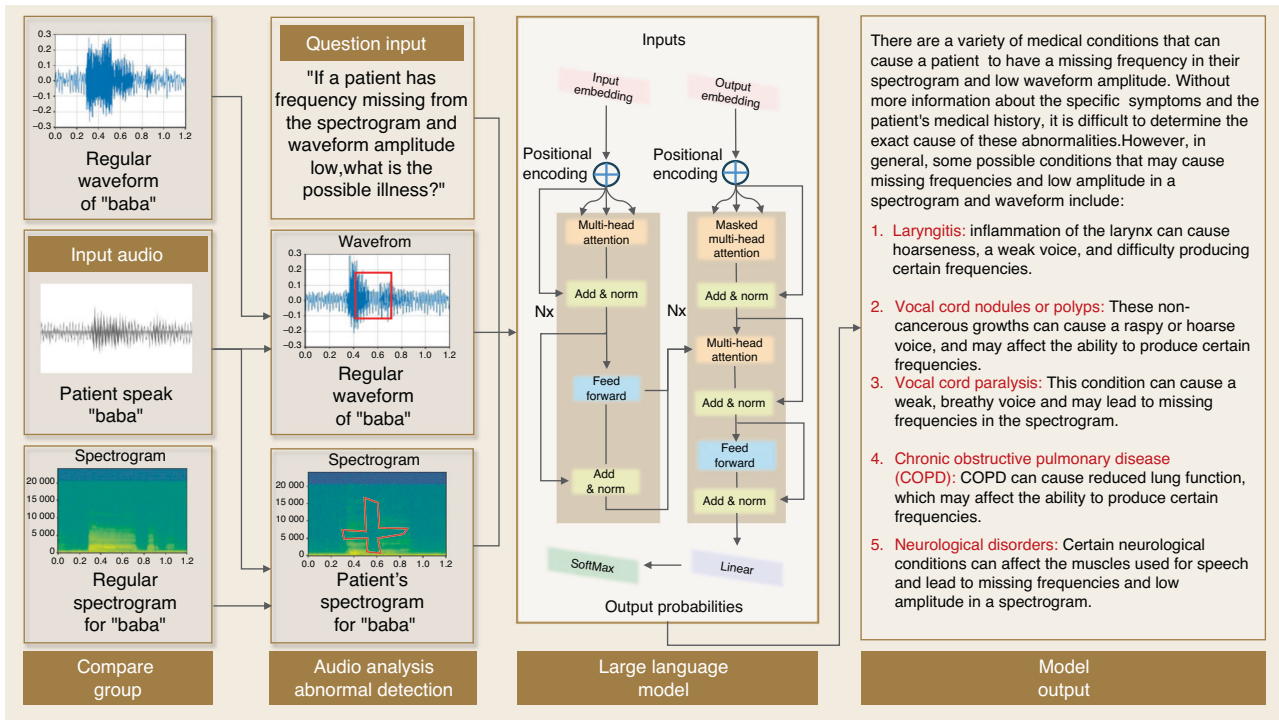 0.3
0.2
0.1
0.0
−0.1
−0.2
−0.3
0.0 0.2 0.4 0.6 0.8 1.0 1.2
Regular
waveform
of "baba"
Input audio
Patient speak
"baba"
Spectrogram
20 000
15 000
10 000
5 000
0
0.0 0.2 0.4 0.6 0.8 1.0 1.2
Regular
spectrogram
for "baba"
Compare
group
Question input
"If a patient has
frequency missing from
the spectrogram and
waveform amplitude
low,what is the
possible illness?"
Wavefrom
0.3
0.2
0.1
0.0
−0.1
−0.2
−0.3
0.0 0.2 0.4 0.6 0.8 1.0 1.2
Regular
waveform
of "baba"
Spectrogram
20 000
15 000
10 000
5 000
0
0.0 0.2 0.4 0.6 0.8 1.0 1.2
Patient's
spectrogram
for "baba"
Audio analysis
abnormal detection
Inputs
Input
embedding
Output
embedding
Positional
encoding
Positional
encoding
Multi-head
attention
Add & norm
Nx
Feed
forward
Add
& norm
Masked
multi-head
attention
Add & norm
Nx
Multi-head
attention
Add & norm
Feed
forward
Add & norm
SoftMax
Linear
Output probabilities
Large language
model
There are a variety of medical conditions that can
cause a patient to have a missing frequency in their
spectrogram and low waveform amplitude. Without
more information about the specific symptoms and the
patient's medical history, it is difficult to determine the
exact cause of these abnormalities.However, in
general, some possible conditions that may cause
missing frequencies and low amplitude in a
spectrogram and waveform include:
1. Laryngitis: inflammation of the larynx can cause
hoarseness, a weak voice, and difficulty producing
certain frequencies.
2. Vocal cord nodules or polyps: These non-
cancerous growths can cause a raspy or hoarse
voice, and may affect the ability to produce certain
frequencies.
3. Vocal cord paralysis: This condition can cause a
weak, breathy voice and may lead to missing
frequencies in the spectrogram.
4. Chronic obstructive pulmonary disease
(COPD): COPD can cause reduced lung function,
which may affect the ability to produce certain
frequencies.
5. Neurological disorders: Certain neurological
conditions can affect the muscles used for speech
and lead to missing frequencies and low
amplitude in a spectrogram.
Model
output